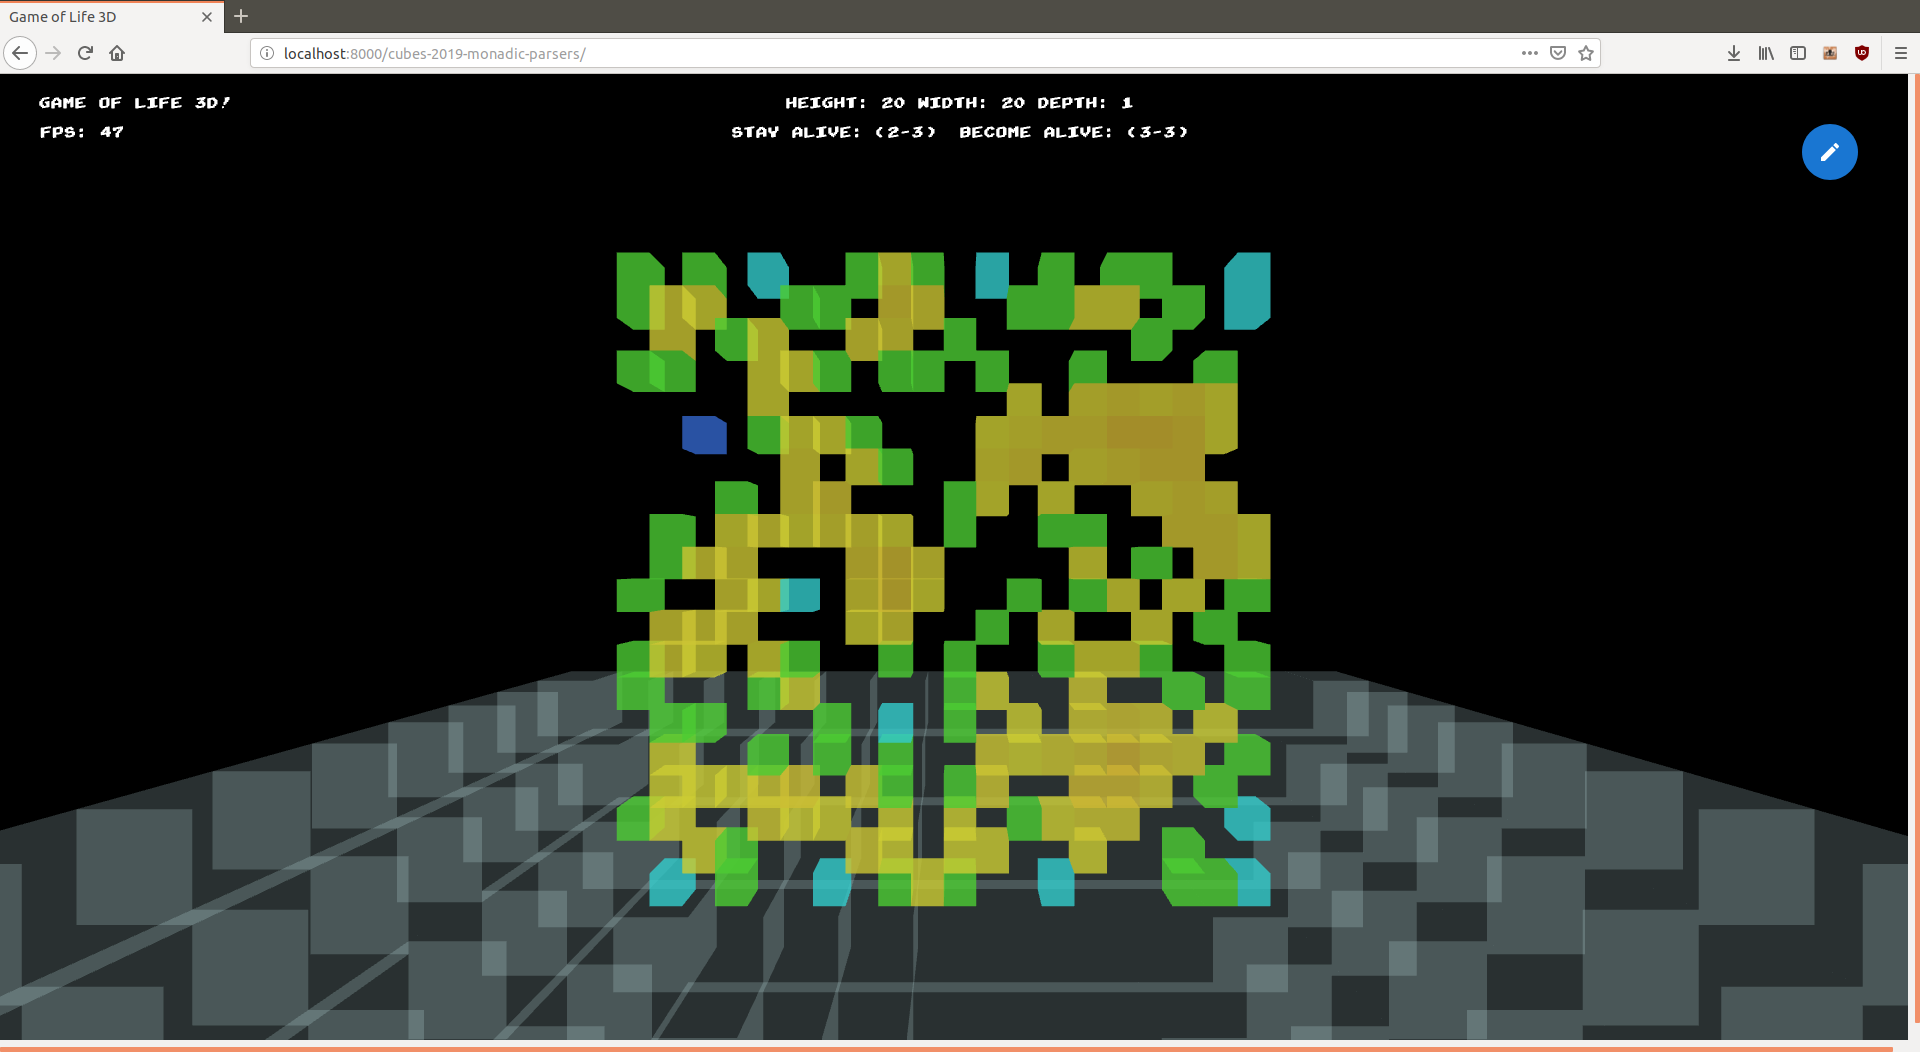 Game of Life 3D
localhost:8000/cubes-2019-monadic-parsers/
GAME OF LIFE 3D!
HEIGHT: 20 WIDTH: 20 DEPTH: 1
FPS: 47
STAY ALIVE: (2-3) BECOME ALIVE: (3-3)